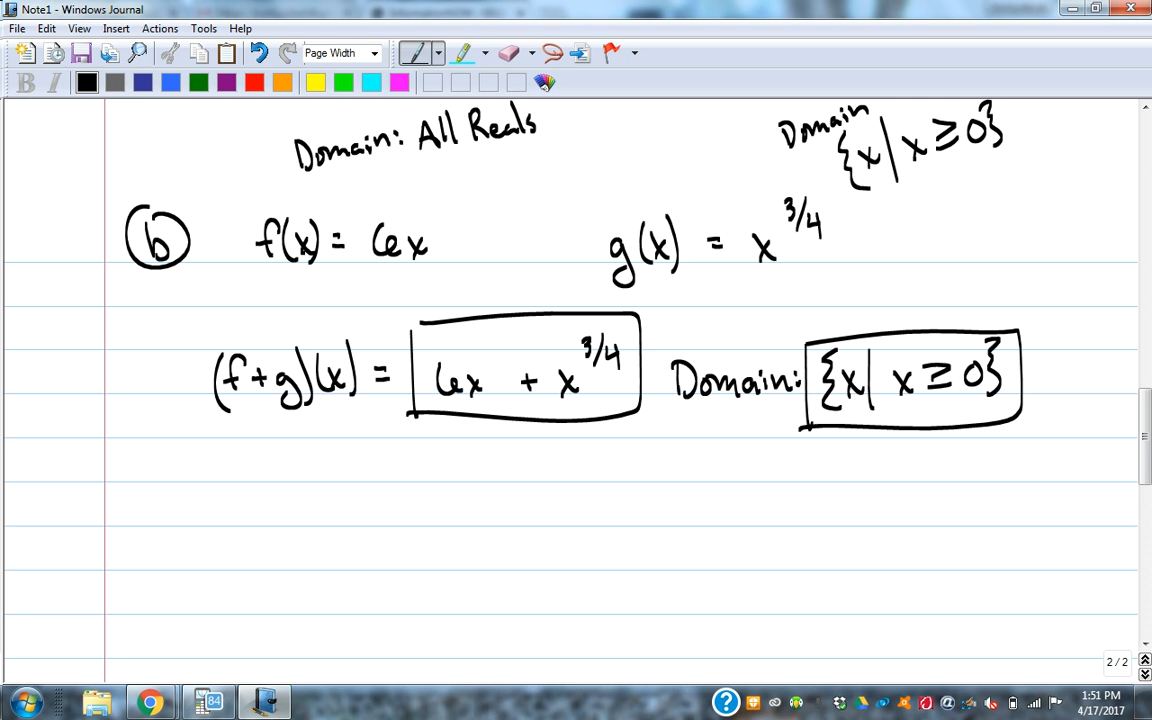 Note1 - Windows Journal
File Edit View Insert Actions Tools Help
Page Width
B I
Domain: All Reals
Domain
{x| x ≥ 0}
(b) f(x) = 6x g(x) = x^3/4
(f+g)(x) = 6x + x^3/4 Domain: {x| x ≥ 0}
2 / 2
84
1:51 PM
4/17/2017